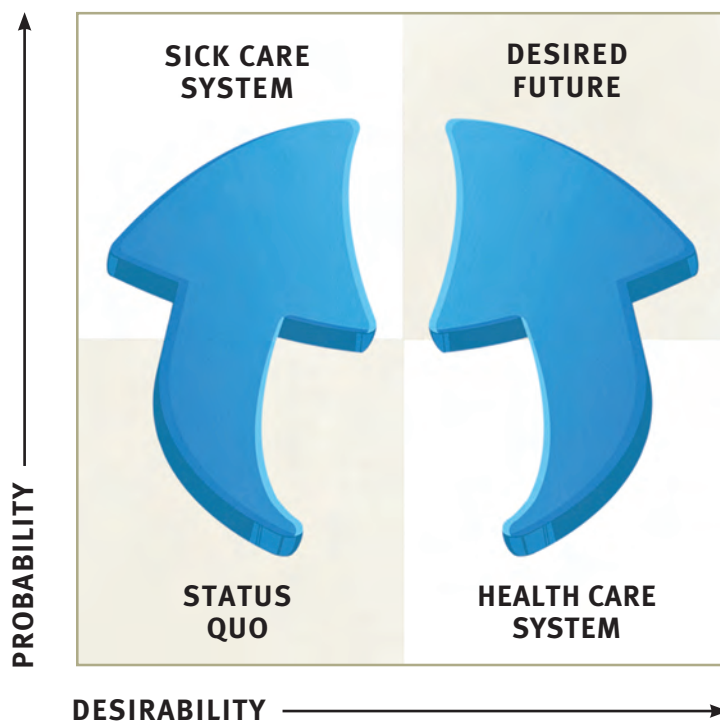 SICK CARE
SYSTEM
DESIRED
FUTURE
PROBABILITY
STATUS
QUO
HEALTH CARE
SYSTEM
DESIRABILITY